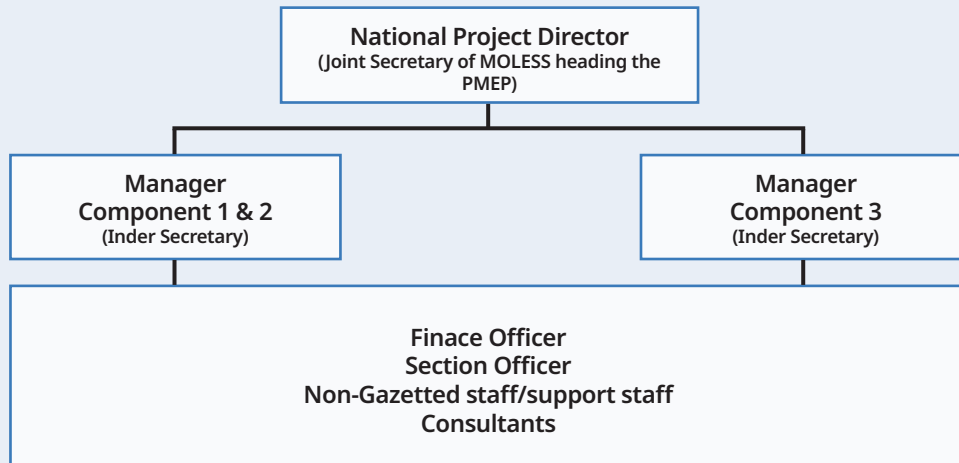 National Project Director
(Joint Secretary of MOLESS heading the
PMEP)
Manager
Component 1 & 2
(Inder Secretary)
Manager
Component 3
(Inder Secretary)
Finace Officer
Section Officer
Non-Gazetted staff/support staff
Consultants